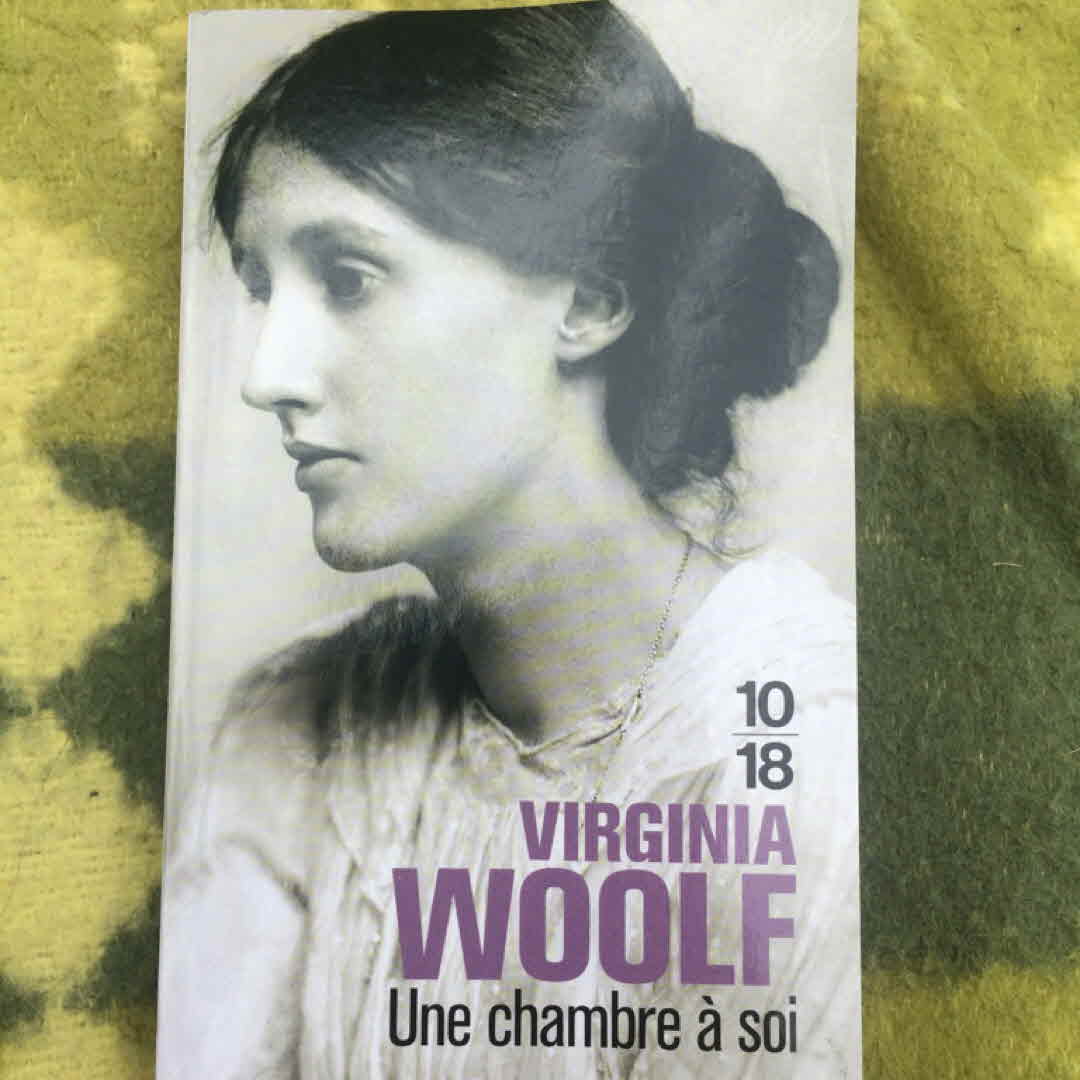 10
18
VIRGINIA
WOOLF
Une chambre à soi